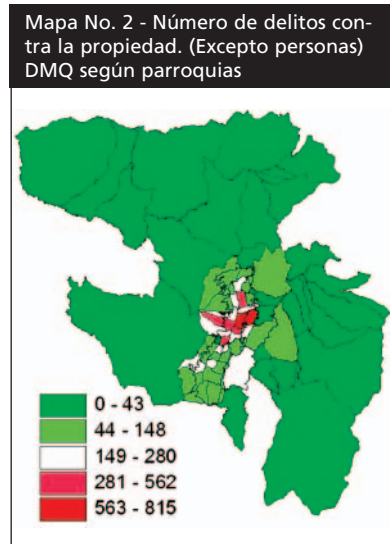 Mapa No. 2 - Número de delitos con-
tra la propiedad. (Excepto personas)
DMQ según parroquias
0 - 43
44 - 148
149 - 280
281 - 562
563 - 815